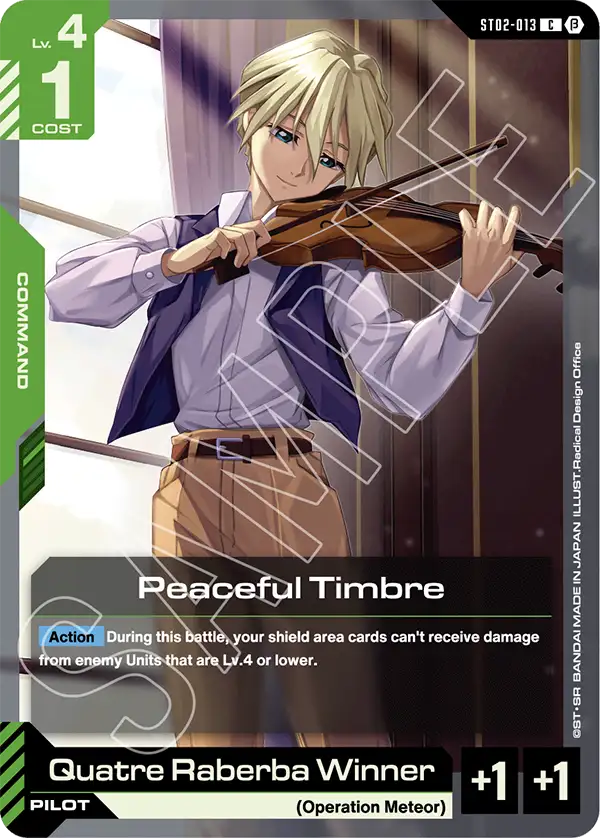 ST02-013 C β
Lv. 4
1
COST
COMMAND
SAMPLE
Peaceful Timbre
Action During this battle, your shield area cards can't receive damage
from enemy Units that are Lv.4 or lower.
©ST・SR BANDAI MADE IN JAPAN ILLUST.Radical Design Office
Quatre Raberba Winner
+1 +1
PILOT
(Operation Meteor)